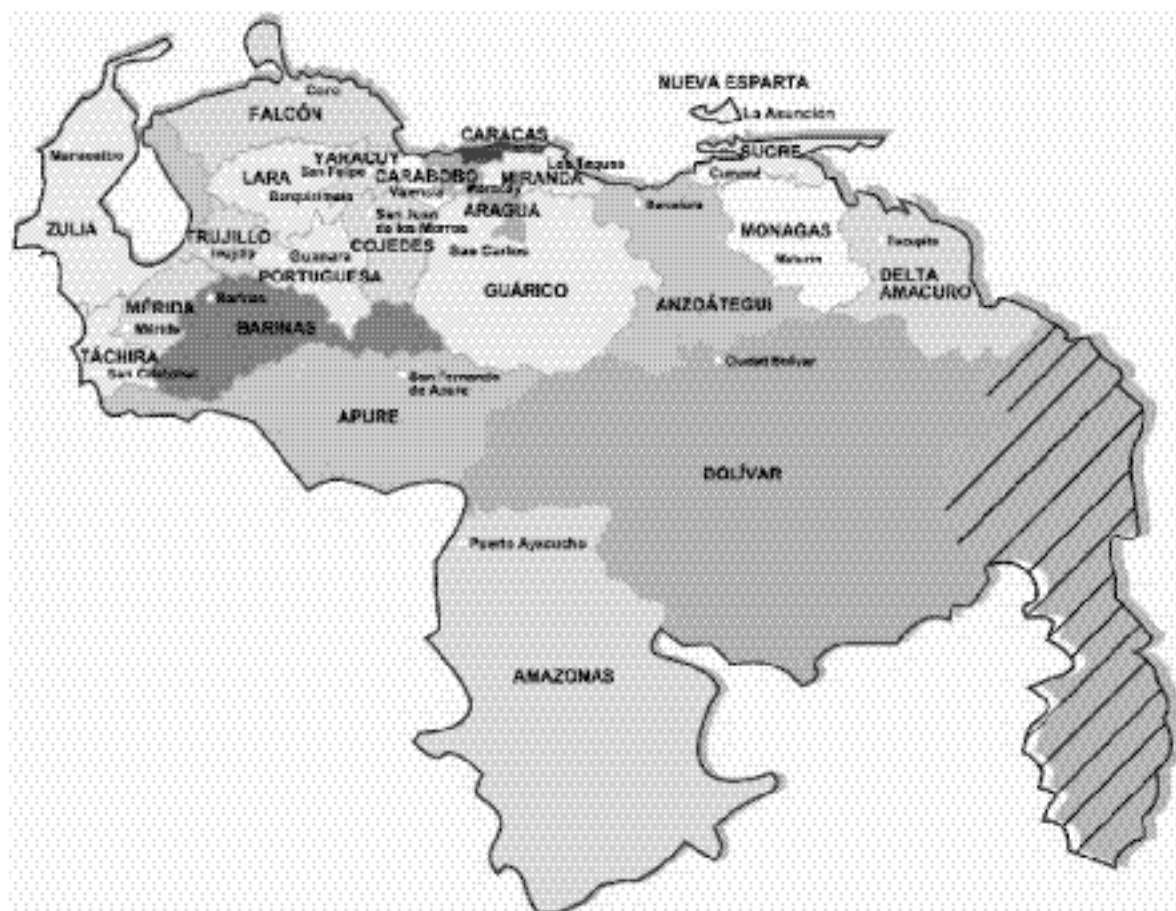 NUEVA ESPARTA
La Asunción
Coro
FALCÓN
CARACAS
SUCRE
Cumaná
Maracaibo
YARACUY
San Felipe
CARABOBO
Valencia
Maracay
MIRANDA
Los Teques
LARA
Barquisimeto
San Juan
de los Morros
ARAGUA
Barcelona
MONAGAS
Maturín
Tucupita
ZULIA
TRUJILLO
Trujillo
Guanare
COJEDES
San Carlos
PORTUGUESA
GUÁRICO
ANZOÁTEGUI
DELTA
AMACURO
MÉRIDA
Mérida
Barinas
BARINAS
TÁCHIRA
San Cristóbal
San Fernando
de Apure
Ciudad Bolívar
APURE
BOLÍVAR
Puerto Ayacucho
AMAZONAS